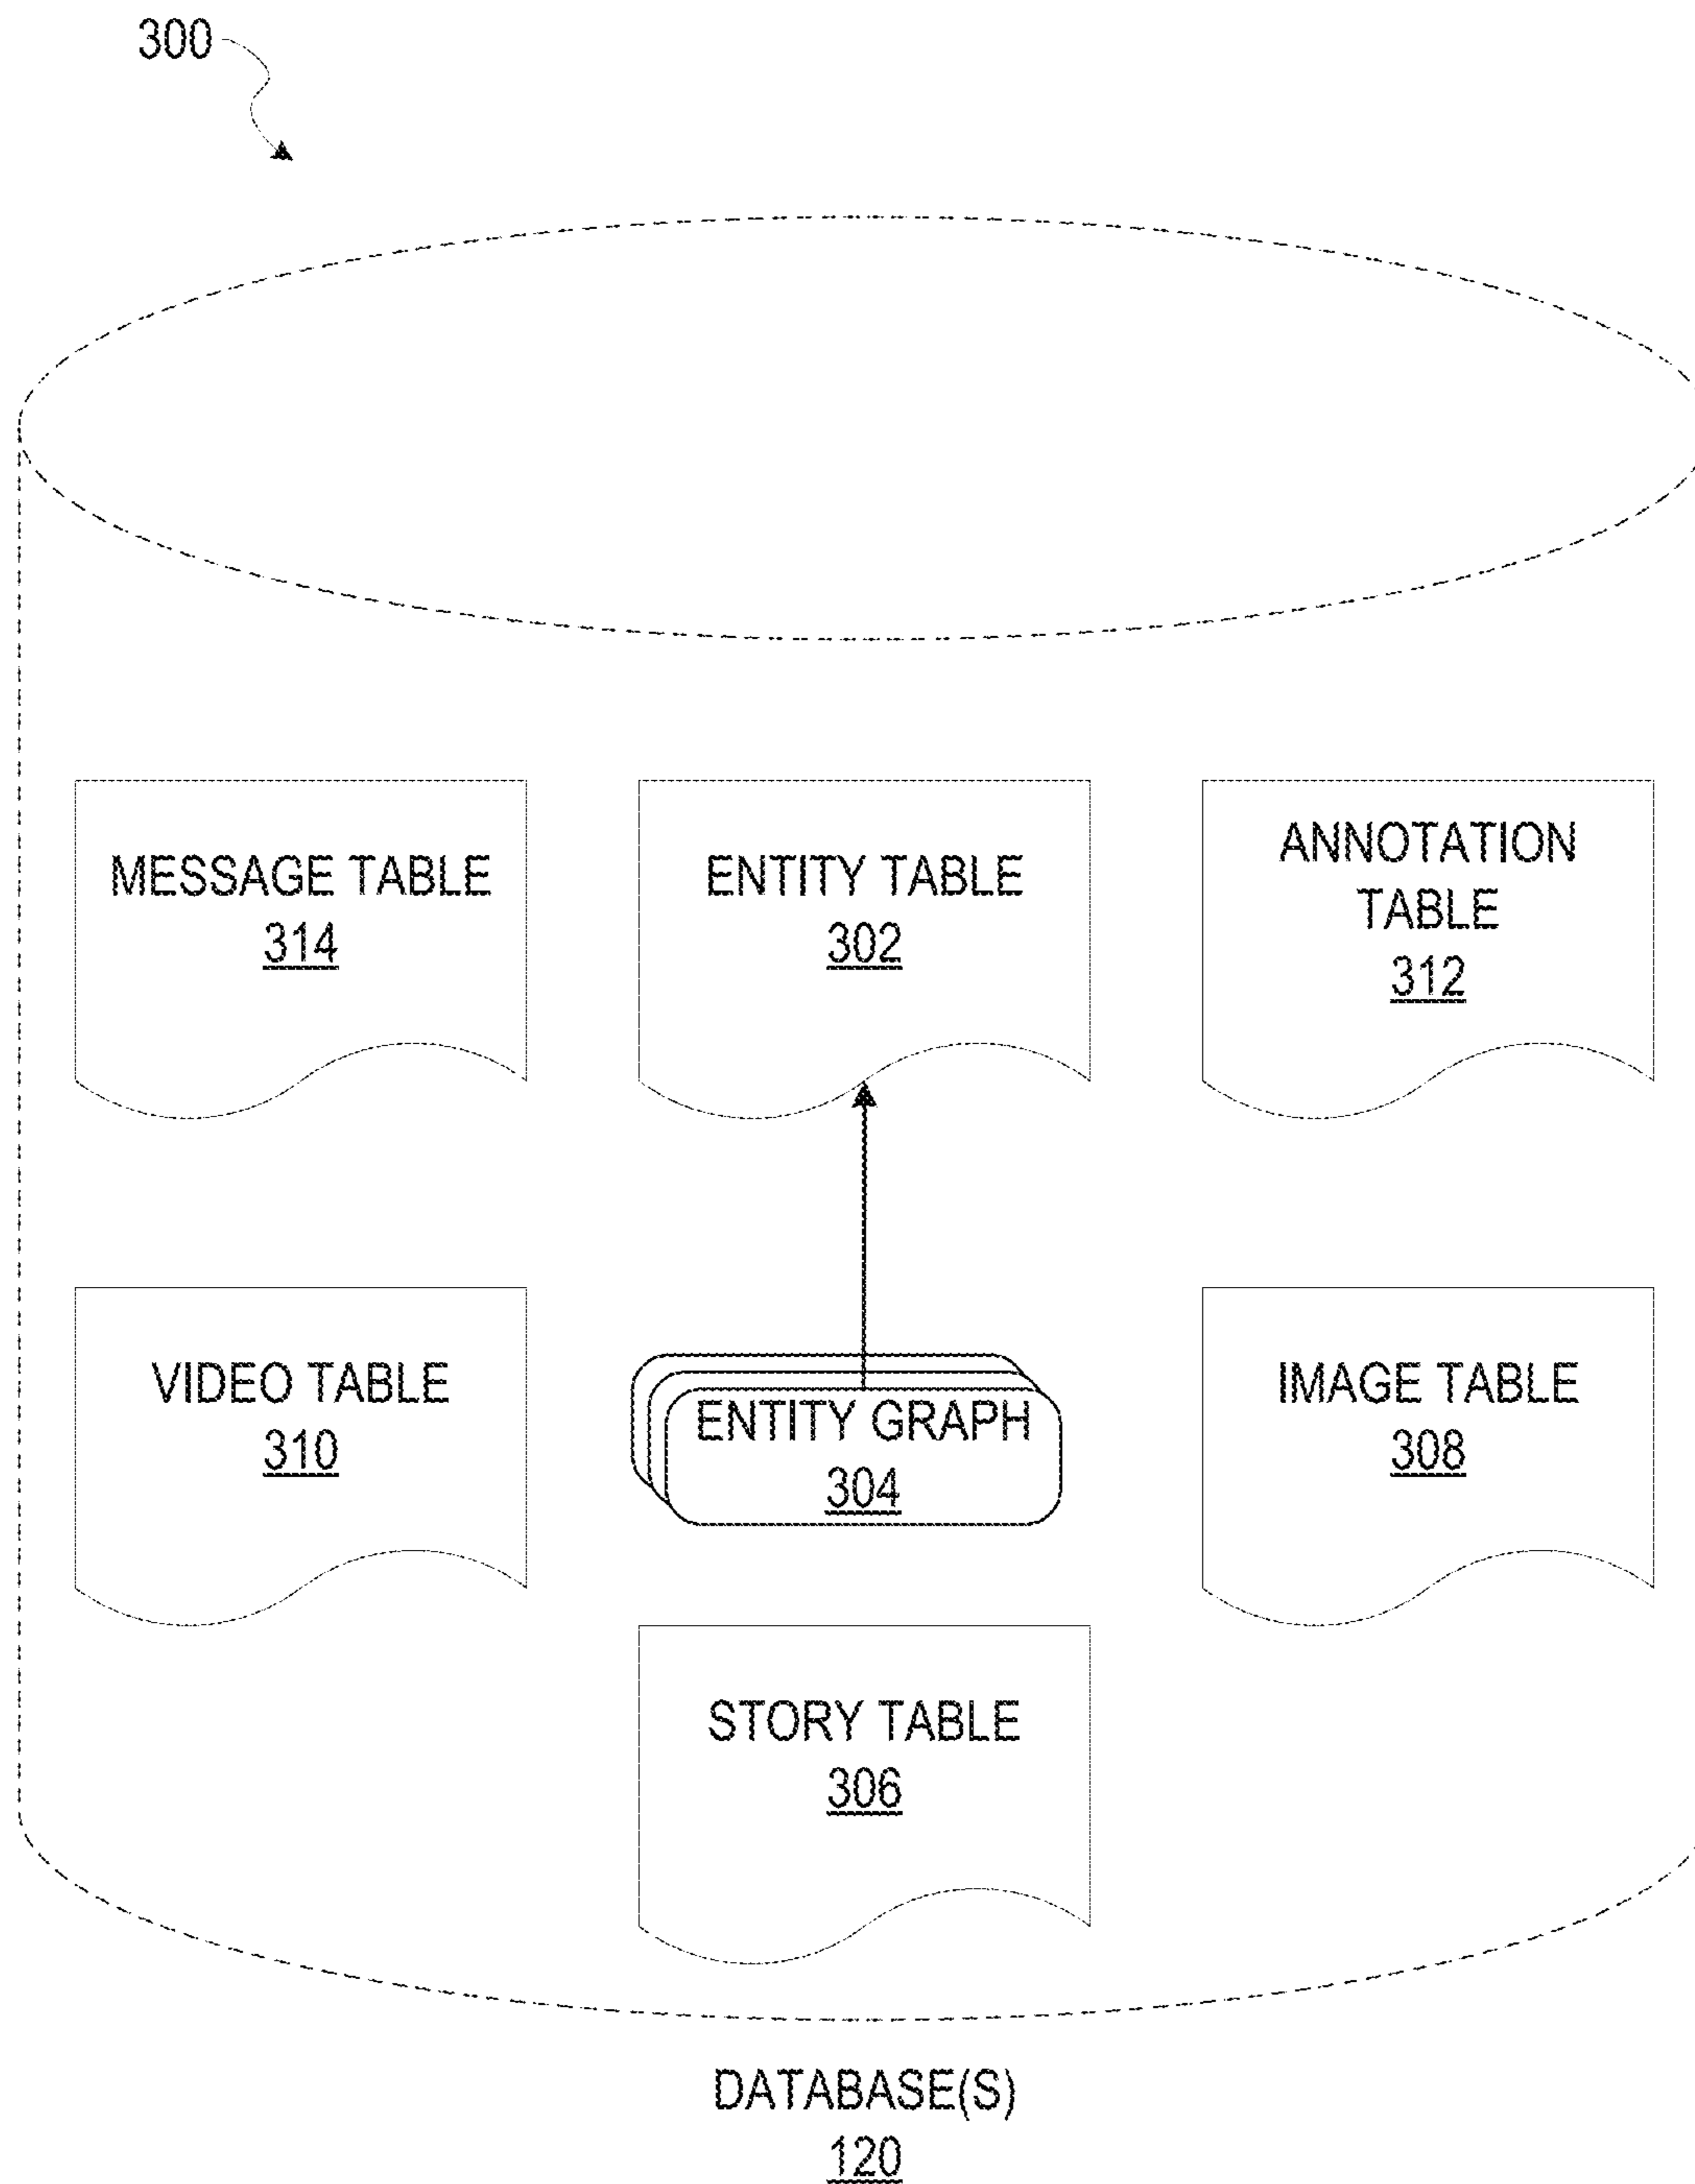 300
MESSAGE TABLE
314
ENTITY TABLE
302
ANNOTATION
TABLE
312
VIDEO TABLE
310
ENTITY GRAPH
304
IMAGE TABLE
308
STORY TABLE
306
DATABASE(S)
120